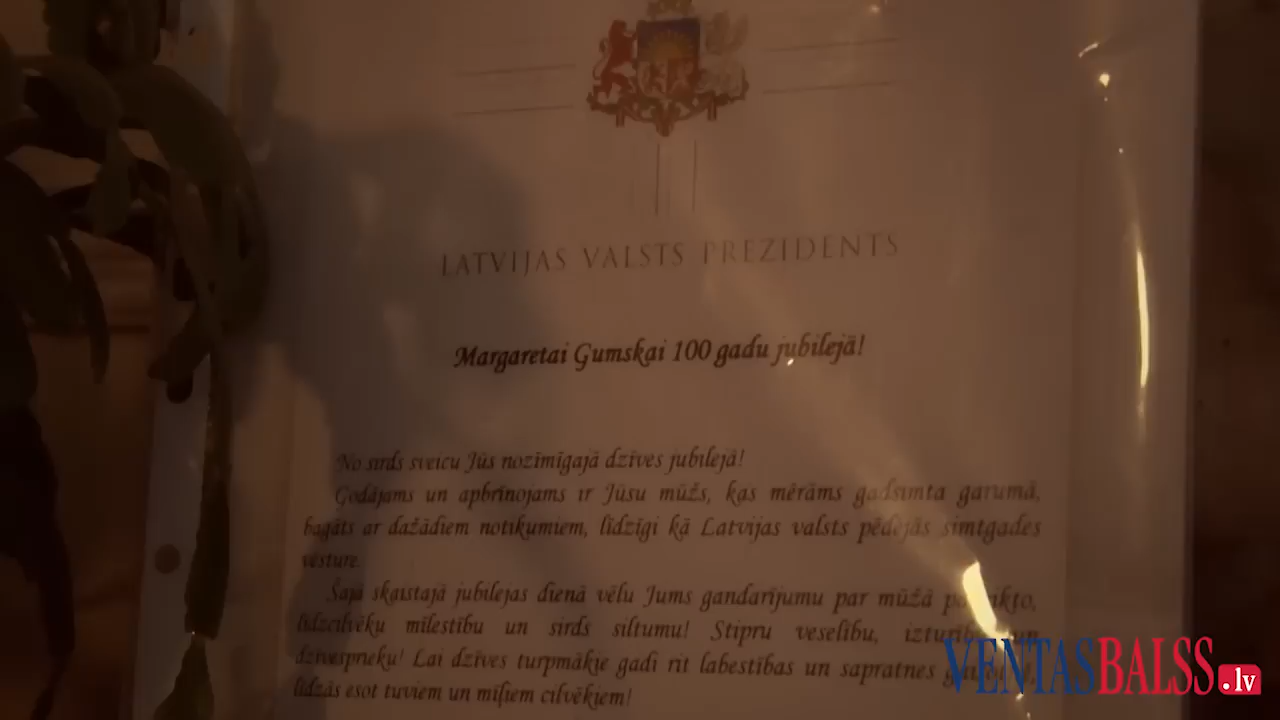 LATVIJAS VALSTS PREZIDENTS
Margaretai Gumskai 100 gadu jubilejā!
No sirds sveicu Jūs nozīmīgajā dzīves jubilejā!
Godājams un apbrīnojams ir Jūsu mūžs, kas mērāms gadsimta garumā,
bagāts ar dažādiem notikumiem, līdzīgi kā Latvijas valsts pēdējās simtgades
vēsture.
Šajā skaistajā jubilejas dienā vēlu Jums gandarījumu par mūžā
līdzcilvēku mīlestību un sirds siltumu! Stipru veselību, un
dzīvesprieku! Lai dzīves turpmākie gadi rit labestības un sapratnes
līdzās esot tuviem un mīļiem cilvēkiem!
VENTASBALSS.lv